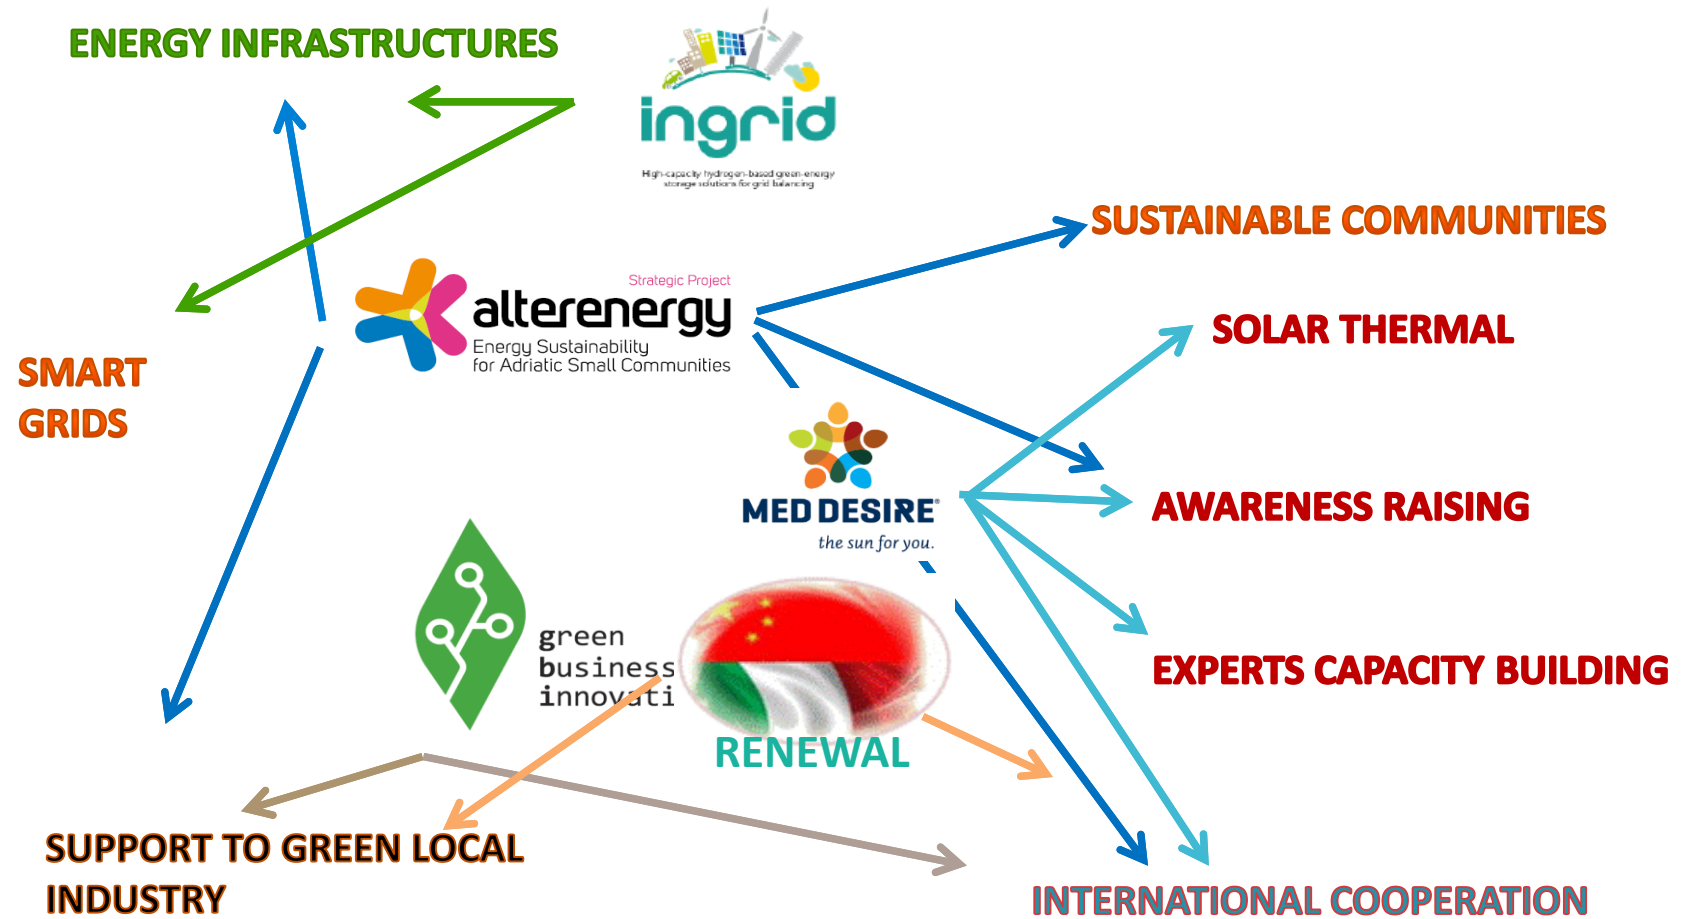 ENERGY INFRASTRUCTURES
ingrid
High-capacity hydrogen-based green-energy
storage solutions for grid balancing
SUSTAINABLE COMMUNITIES
Strategic Project
alterenergy
Energy Sustainability
for Adriatic Small Communities
SOLAR THERMAL
SMART
GRIDS
MED DESIRE
the sun for you.
AWARENESS RAISING
green
business
innovati
EXPERTS CAPACITY BUILDING
RENEWAL
SUPPORT TO GREEN LOCAL
INDUSTRY
INTERNATIONAL COOPERATION